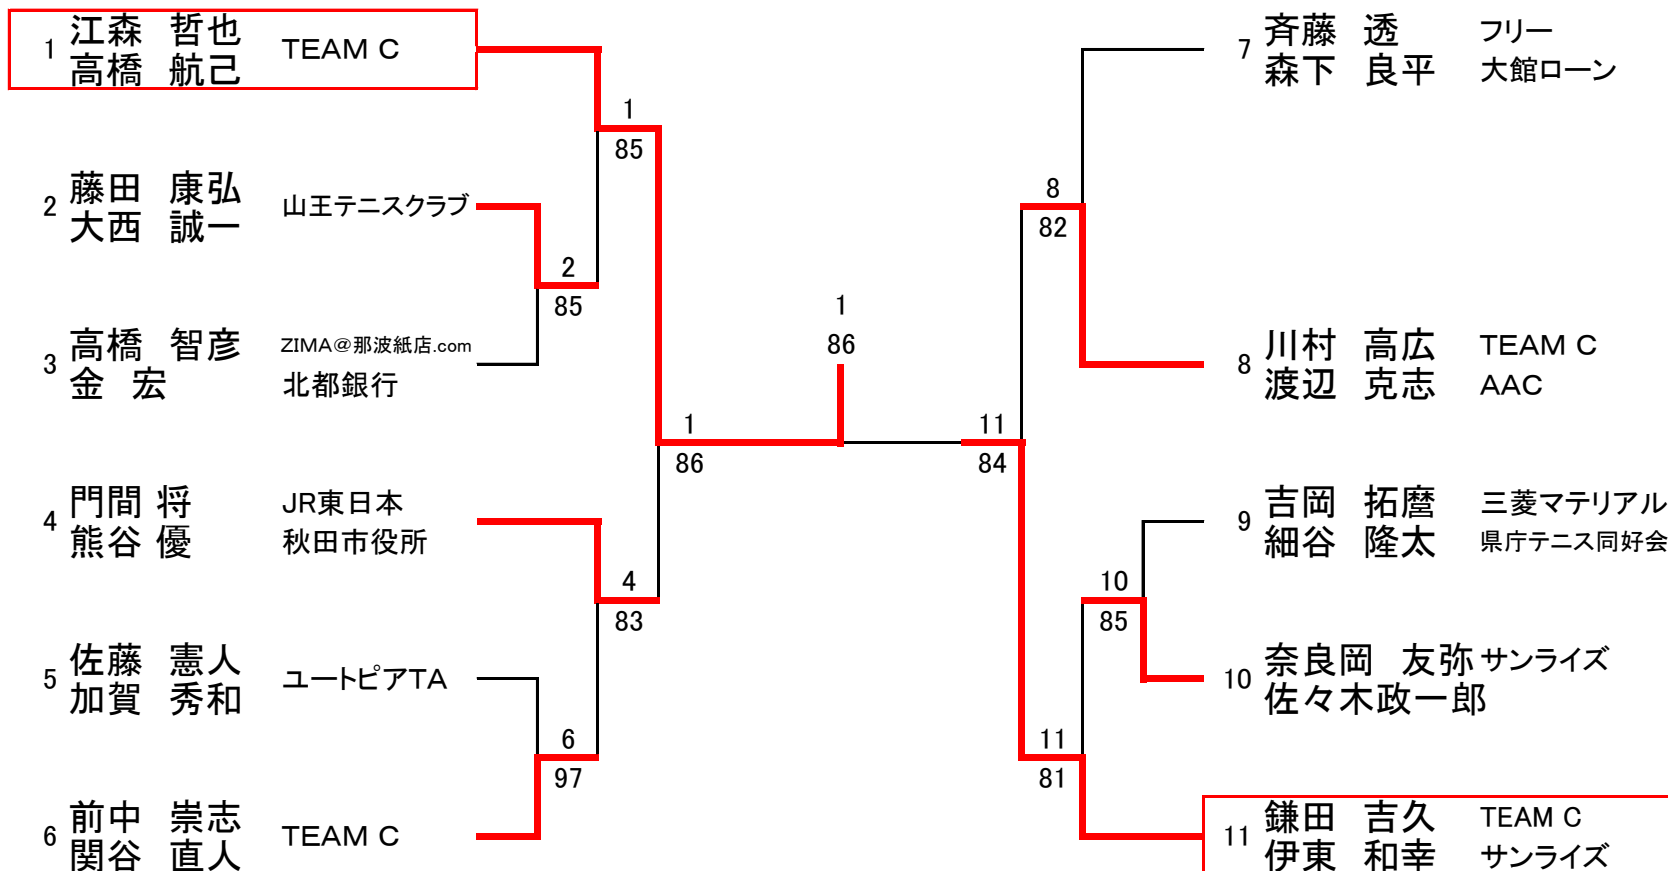 1 江森 哲也 TEAM C
高橋 航己
1
85
2 藤田 康弘 山王テニスクラブ
大西 誠一
2
85
3 高橋 智彦 ZIMA@那波紙店.com
金 宏 北都銀行
1
86
4 門間 将 JR東日本
熊谷 優 秋田市役所
4
83
5 佐藤 憲人 ユートピアTA
加賀 秀和
6
97
6 前中 崇志 TEAM C
関谷 直人
1
86
7 斉藤 透 フリー
森下 良平 大館ローン
8
82
8 川村 高広 TEAM C
渡辺 克志 AAC
11
84
9 吉岡 拓麿 三菱マテリアル
細谷 隆太 県庁テニス同好会
10
85
10 奈良岡 友弥 サンライズ
佐々木政一郎
11
81
11 鎌田 吉久 TEAM C
伊東 和幸 サンライズ